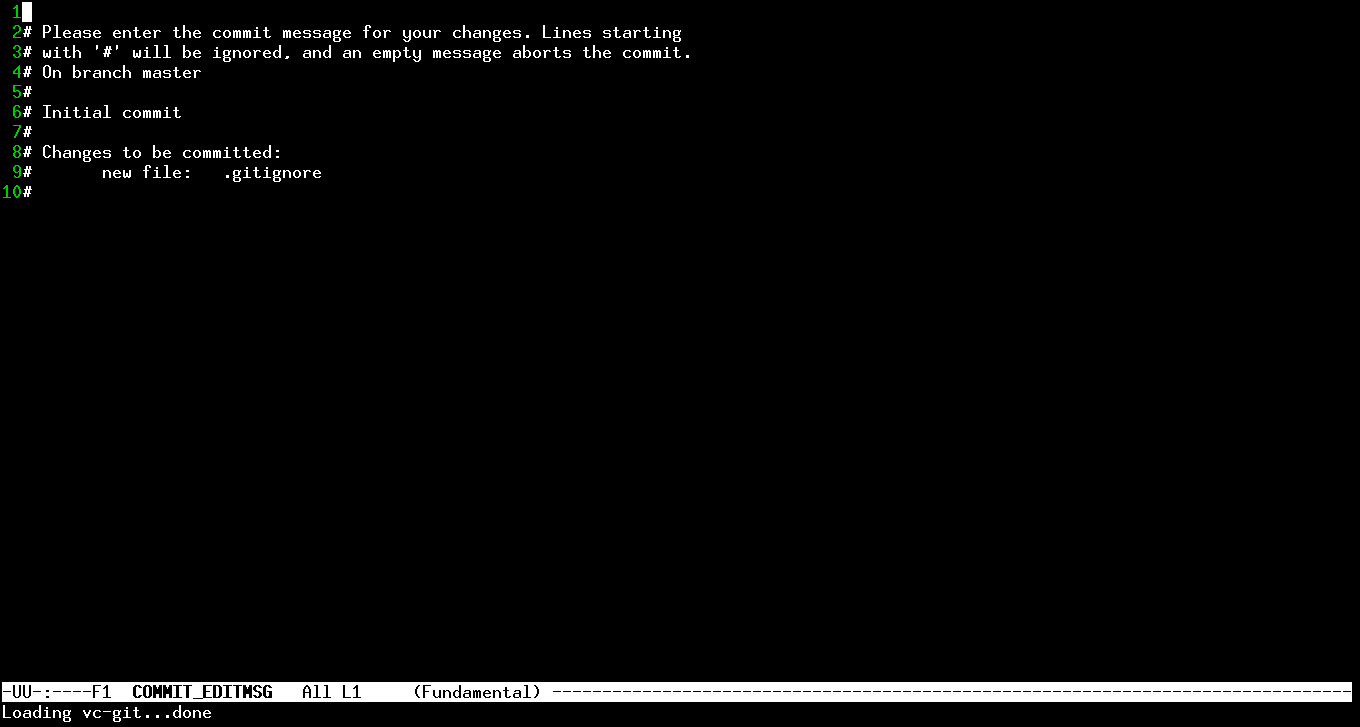 1
2# Please enter the commit message for your changes. Lines starting
3# with '#' will be ignored, and an empty message aborts the commit.
4# On branch master
5#
6# Initial commit
7#
8# Changes to be committed:
9#       new file:   .gitignore
10#
-UU-:----F1  COMMIT_EDITMSG   All L1     (Fundamental) --------------------------------------------------------------------------------
Loading vc-git...done